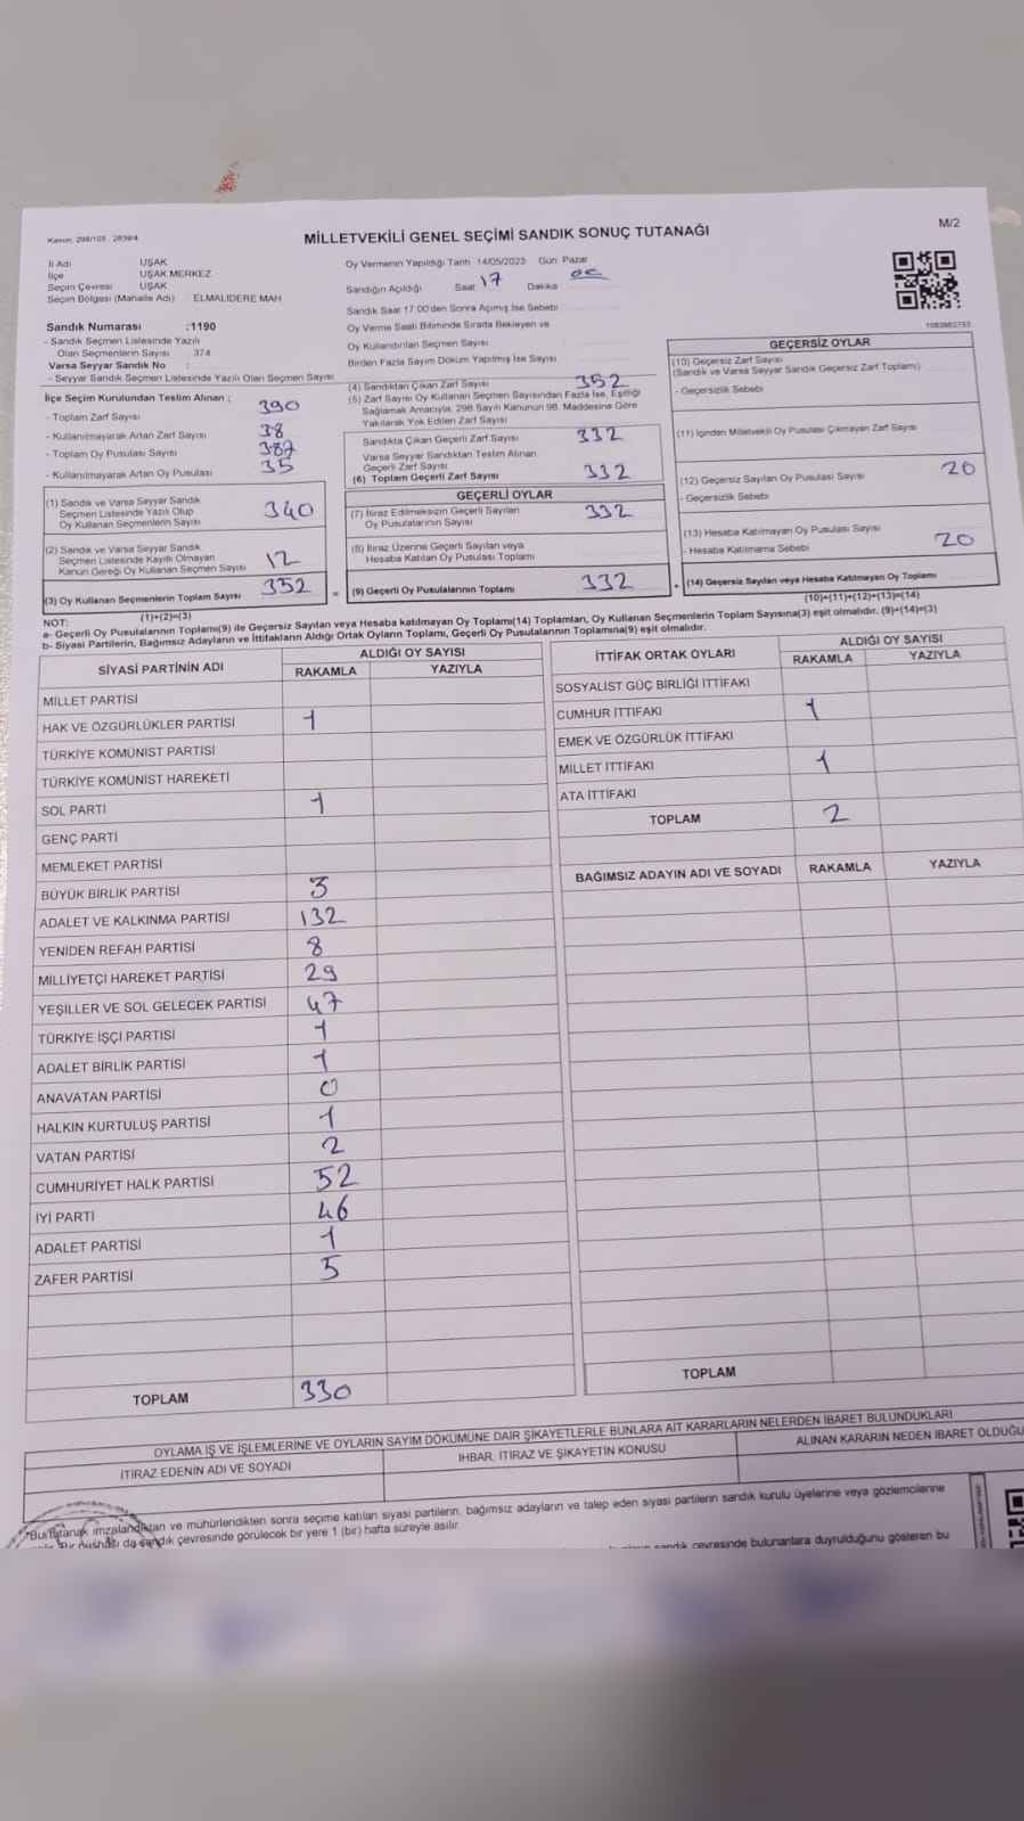 Kanun: 298/105 , 2839/4
MİLLETVEKİLİ GENEL SEÇİMİ SANDIK SONUÇ TUTANAĞI
M/2
İl Adı UŞAK
İlçe UŞAK MERKEZ
Seçim Çevresi UŞAK
Seçim Bölgesi (Mahalle Adı) : ELMALIDERE MAH
Sandık Numarası :1190
- Sandık Seçmen Listesinde Yazılı
Olan Seçmenlerin Sayısı : 374
Varsa Seyyar Sandık No :
- Seyyar Sandık Seçmen Listesinde Yazılı Olan Seçmen Sayısı
İlçe Seçim Kurulundan Teslim Alınan :
- Toplam Zarf Sayısı 390
- Kullanılmayarak Artan Zarf Sayısı 38
- Toplam Oy Pusulası Sayısı 387
- Kullanılmayarak Artan Oy Pusulası 35
(1) Sandık ve Varsa Seyyar Sandık
Seçmen Listesinde Yazılı Olup
Oy Kullanan Seçmenlerin Sayısı 340
(2) Sandık ve Varsa Seyyar Sandık
Seçmen Listesinde Kayıtlı Olmayan
Kanun Gereği Oy Kullanan Seçmen Sayısı 12
(3) Oy Kullanan Seçmenlerin Toplam Sayısı 352
(1)+(2)=(3)
Oy Vermenin Yapıldığı Tarih 14/05/2023 Gün: Pazar
Sandığın Açıldığı Saat 17 Dakika 00
Sandık Saat 17:00'den Sonra Açılmış İse Sebebi
Oy Verme Saati Bitiminde Sırada Bekleyen ve
Oy Kullandırılan Seçmen Sayısı
Birden Fazla Sayım Döküm Yapılmış İse Sayısı
(4) Sandıktan Çıkan Zarf Sayısı 352
(5) Zarf Sayısı Oy Kullanan Seçmen Sayısından Fazla İse, Eşitliği
Sağlamak Amacıyla, 298 Sayılı Kanunun 98. Maddesine Göre
Yakılarak Yok Edilen Zarf Sayısı
Sandıkta Çıkan Geçerli Zarf Sayısı 332
Varsa Seyyar Sandıktan Teslim Alınan
Geçerli Zarf Sayısı
(6) Toplam Geçerli Zarf Sayısı 332
GEÇERLİ OYLAR
(7) İtiraz Edilmeksizin Geçerli Sayılan
Oy Pusulalarının Sayısı 332
(8) İtiraz Üzerine Geçerli Sayılan veya
Hesaba Katılan Oy Pusulası Toplamı
= (9) Geçerli Oy Pusulalarının Toplamı 332
1083982753
GEÇERSİZ OYLAR
(10) Geçersiz Zarf Sayısı
(Sandık ve Varsa Seyyar Sandık Geçersiz Zarf Toplamı)
- Geçersizlik Sebebi
(11) İçinden Milletvekili Oy Pusulası Çıkmayan Zarf Sayısı
(12) Geçersiz Sayılan Oy Pusulası Sayısı 20
- Geçersizlik Sebebi
(13) Hesaba Katılmayan Oy Pusulası Sayısı
- Hesaba Katılmama Sebebi 20
+ (14) Geçersiz Sayılan veya Hesaba Katılmayan Oy Toplamı
(10)+(11)+(12)+(13)=(14)
NOT:
a- Geçerli Oy Pusulalarının Toplamı(9) ile Geçersiz Sayılan veya Hesaba katılmayan Oy Toplamı(14) Toplamları, Oy Kullanan Seçmenlerin Toplam Sayısına(3) eşit olmalıdır. (9)+(14)=(3)
b- Siyasi Partilerin, Bağımsız Adayların ve İttifakların Aldığı Ortak Oyların Toplamı, Geçerli Oy Pusulalarının Toplamına(9) eşit olmalıdır.
SİYASİ PARTİNİN ADI ALDIĞI OY SAYISI
RAKAMLA YAZIYLA
MİLLET PARTİSİ
HAK VE ÖZGÜRLÜKLER PARTİSİ 1
TÜRKİYE KOMÜNİST PARTİSİ
TÜRKİYE KOMÜNİST HAREKETİ
SOL PARTİ 1
GENÇ PARTİ
MEMLEKET PARTİSİ
BÜYÜK BİRLİK PARTİSİ 3
ADALET VE KALKINMA PARTİSİ 132
YENİDEN REFAH PARTİSİ 8
MİLLİYETÇİ HAREKET PARTİSİ 29
YEŞİLLER VE SOL GELECEK PARTİSİ 47
TÜRKİYE İŞÇİ PARTİSİ 1
ADALET BİRLİK PARTİSİ 1
ANAVATAN PARTİSİ 0
HALKIN KURTULUŞ PARTİSİ 1
VATAN PARTİSİ 2
CUMHURİYET HALK PARTİSİ 52
İYİ PARTİ 46
ADALET PARTİSİ 1
ZAFER PARTİSİ 5
TOPLAM 330
İTTİFAK ORTAK OYLARI ALDIĞI OY SAYISI
RAKAMLA YAZIYLA
SOSYALİST GÜÇ BİRLİĞİ İTTİFAKI
CUMHUR İTTİFAKI 1
EMEK VE ÖZGÜRLÜK İTTİFAKI
MİLLET İTTİFAKI 1
ATA İTTİFAKI
TOPLAM 2
BAĞIMSIZ ADAYIN ADI VE SOYADI RAKAMLA YAZIYLA
TOPLAM
OYLAMA İŞ VE İŞLEMLERİNE VE OYLARIN SAYIM DÖKÜMÜNE DAİR ŞİKAYETLERLE BUNLARA AİT KARARLARIN NELERDEN İBARET BULUNDUKLARI
İTİRAZ EDENİN ADI VE SOYADI İHBAR, İTİRAZ VE ŞİKAYETİN KONUSU ALINAN KARARIN NEDEN İBARET OLDUĞU
*Bu tutanak imzalandıktan ve mühürlendikten sonra seçime katılan siyasi partilerin, bağımsız adayların ve talep eden siyasi partilerin sandık kurulu üyelerine veya gözlemcilerine
Bir nüshası da sandık çevresinde görülecek bir yere 1 (bir) hafta süreyle asılır.
sandık çevresinde bulunanlara duyrulduğunu gösteren bu